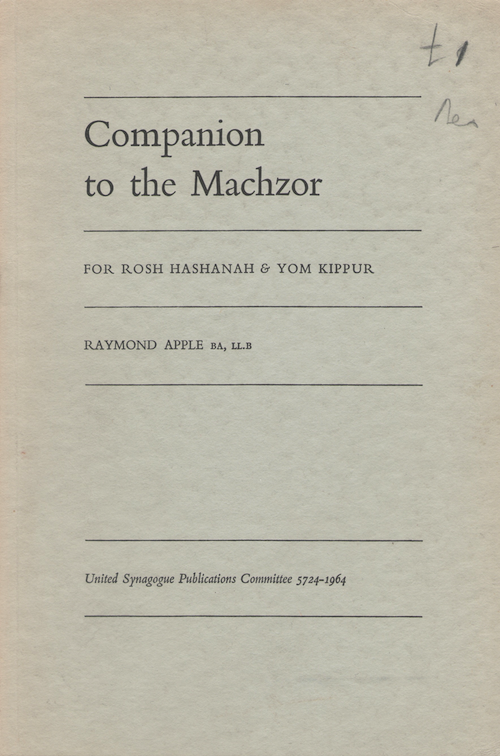 Companion
to the Machzor
FOR ROSH HASHANAH & YOM KIPPUR
RAYMOND APPLE BA, LL.B
United Synagogue Publications Committee 5724–1964